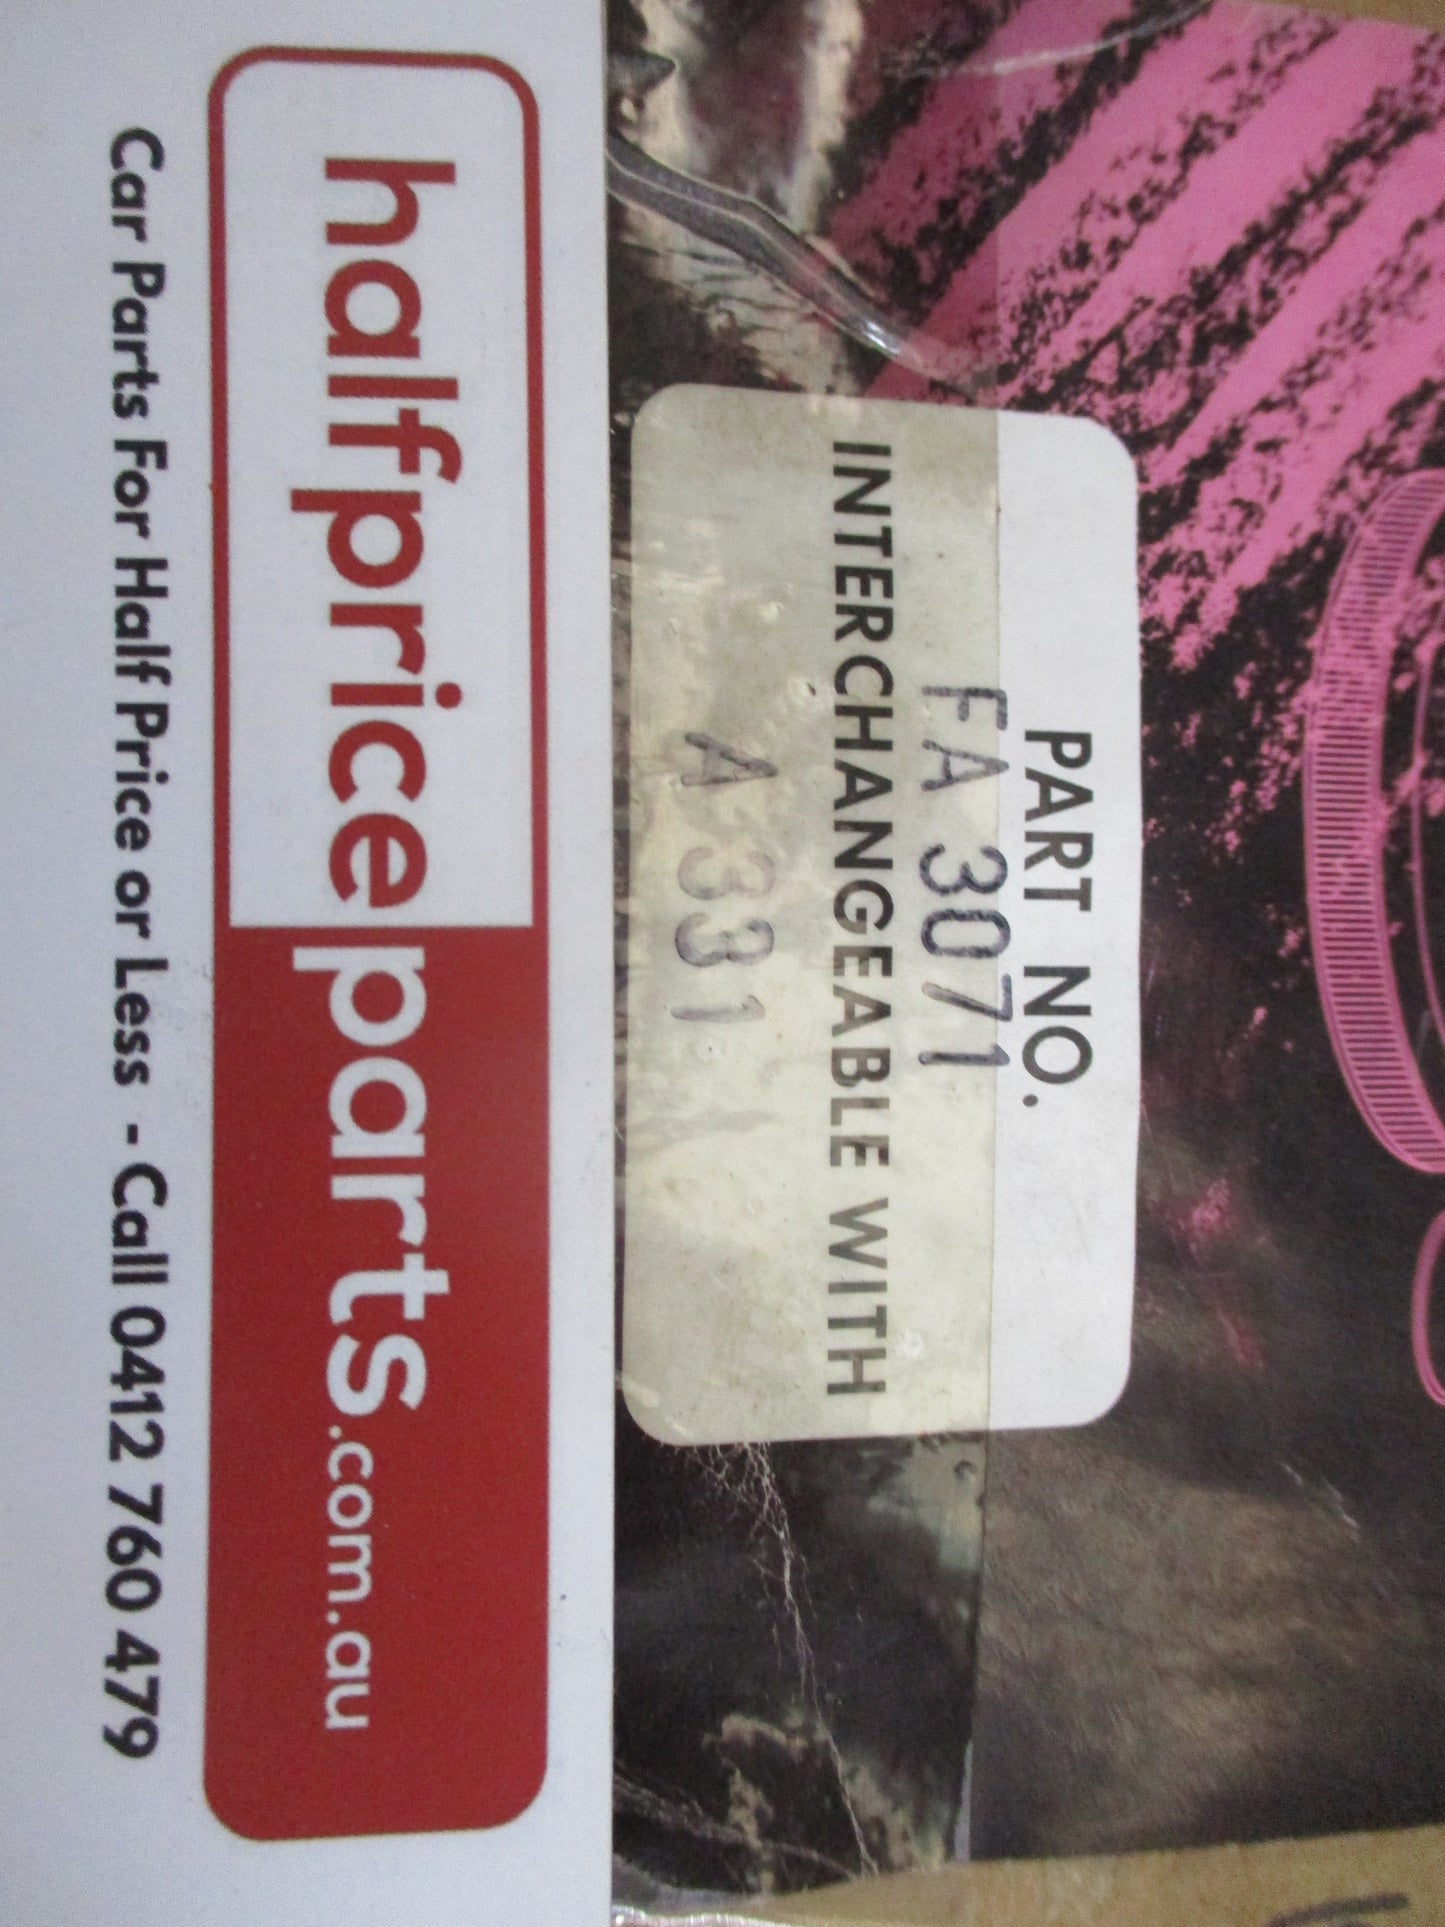 PART NO.
FA 3071
INTERCHANGEABLE WITH
A 331
halfpriceparts.com.au
Car Parts For Half Price or Less - Call 0412 760 479